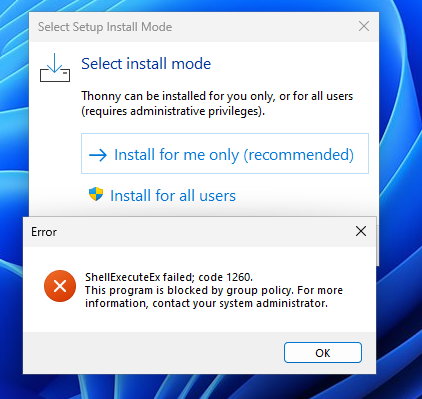 Select Setup Install Mode
Select install mode
Thonny can be installed for you only, or for all users
(requires administrative privileges).
Install for me only (recommended)
Install for all users
Error
ShellExecuteEx failed; code 1260.
This program is blocked by group policy. For more
information, contact your system administrator.
OK